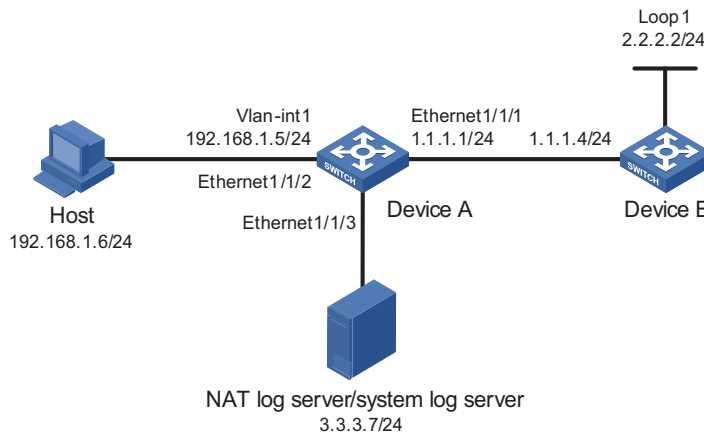 Loop1
2.2.2.2/24
Vlan-int1
192.168.1.5/24
Ethernet1/1/1
1.1.1.1/24
1.1.1.4/24
SWITCH
SWITCH
Ethernet1/1/2
Host
192.168.1.6/24
Device A
Device B
Ethernet1/1/3
NAT log server/system log server
3.3.3.7/24